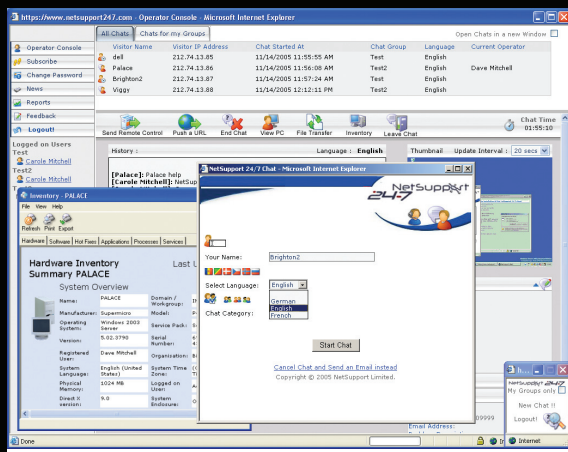 https://www.netsupport247.com - Operator Console - Microsoft Internet Explorer
All Chats Chats for my Groups Open Chats in a new Window
Visitor Name Visitor IP Address Chat Started At Chat Group Language Current Operator
dell 212.74.13.85 11/14/2005 11:55:55 AM Test English
Palace 212.74.13.86 11/14/2005 11:56:08 AM Test2 English Dave Mitchell
Brighton2 212.74.13.87 11/14/2005 11:57:24 AM Test English
Viggy 212.74.13.88 11/14/2005 12:12:11 PM Test2 English
Operator Console
Subscribe
Change Password
News
Reports
Feedback
Logout!
Logged on Users
Test
Carole Mitchell
Test2
Carole Mitchell
Send Remote Control Push a URL End Chat View PC File Transfer Inventory Leave Chat
Chat Time
01:55:10
History : Language : English
Thumbnail Update Interval : 20 secs
[Palace]: Palace help
[Carole Mitchell]: NetSup
Inventory - PALACE
File View Help
Refresh Print Export
Hardware Software Hot Fixes Applications Processes Services
Hardware Inventory Last U
Summary PALACE
System Overview
Name: PALACE Domain / Workgroup:
Manufacturer: Supermicro Model:
Operating System: Windows 2003 Server Service Pack:
Version: 5.02.3790 Serial Number:
Registered User: Dave Mitchell Organisation:
System Language: English (United States) System Time Zone:
Physical Memory: 1024 MB Logged on User:
Direct X version: 9.0 System Enclosure:
NetSupport 24/7 Chat - Microsoft Internet Explorer
NetSupport
24-7
Your Name: Brighton2
Select Language: English
German
English
French
Chat Category:
Start Chat
Cancel Chat and Send an Email instead
Copyright © 2005 NetSupport Limited.
h...
NetSupport 24-7
My Groups only
New Chat !!
Logout!
09999
Email Address:
Done
Internet